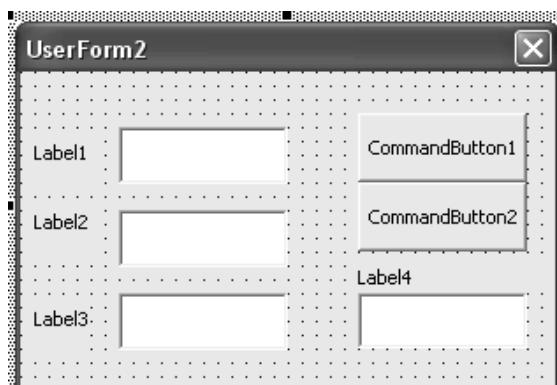 UserForm2
Label1
CommandButton1
Label2
CommandButton2
Label4
Label3